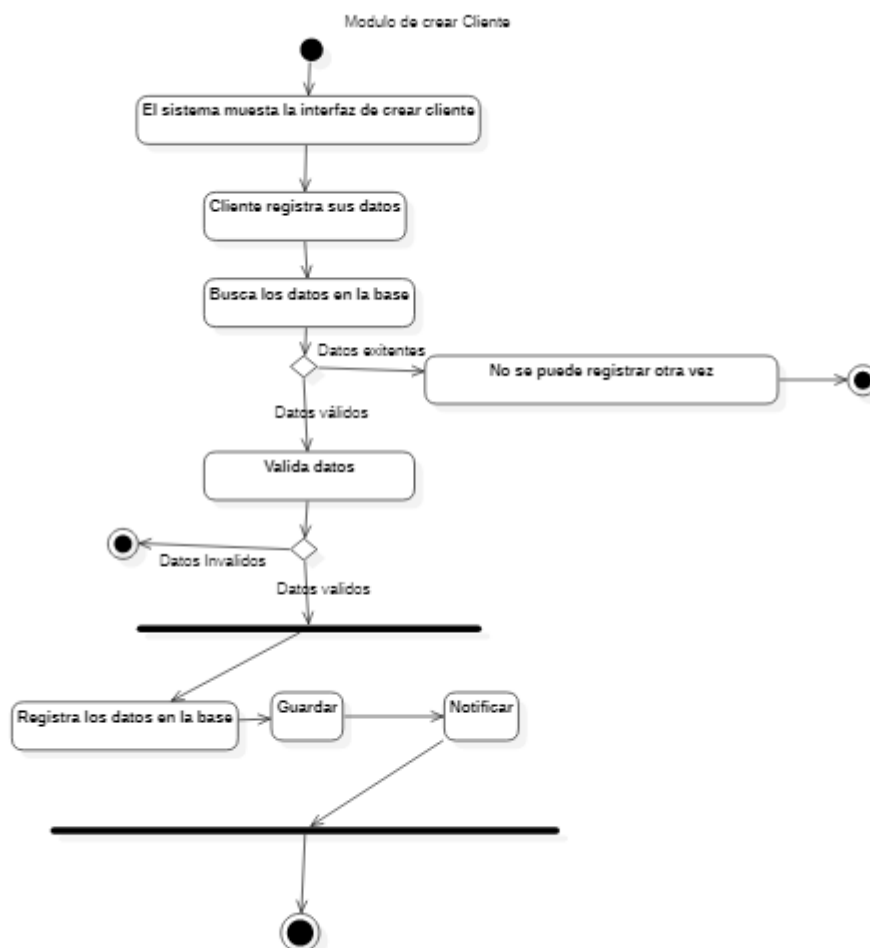 Modulo de crear Cliente
El sistema muesta la interfaz de crear cliente
Cliente registra sus datos
Busca los datos en la base
Datos exitentes
No se puede registrar otra vez
Datos válidos
Valida datos
Datos Invalidos
Datos validos
Registra los datos en la base
Guardar
Notificar